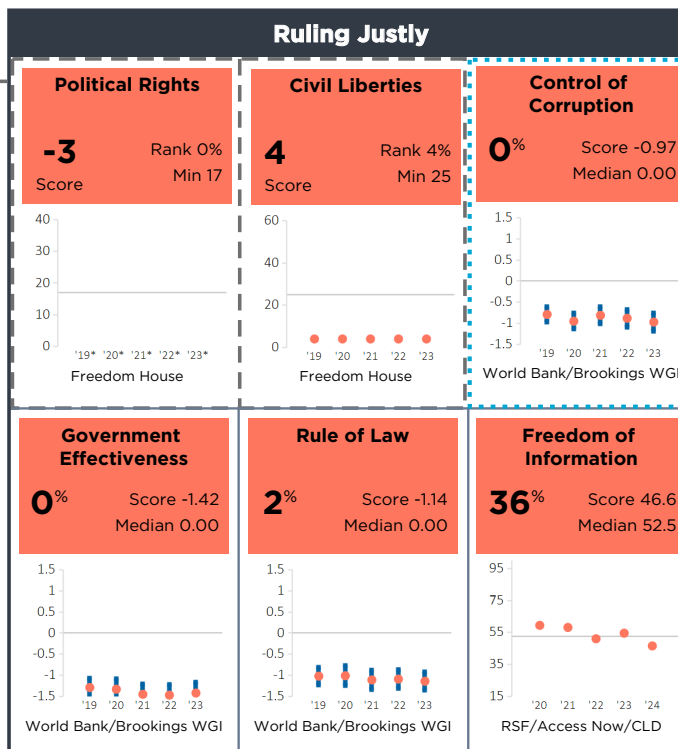 Ruling Justly
Political Rights
-3
Score
Rank 0%
Min 17
40
30
20
10
0
'19* '20* '21* '22* '23*
Freedom House
Civil Liberties
4
Score
Rank 4%
Min 25
60
40
20
0
'19 '20 '21 '22 '23
Freedom House
Control of
Corruption
0%
Score -0.97
Median 0.00
1.5
1
0.5
0
-0.5
-1
-1.5
'19 '20 '21 '22 '23
World Bank/Brookings WGI
Government
Effectiveness
0%
Score -1.42
Median 0.00
1.5
1
0.5
0
-0.5
-1
-1.5
'19 '20 '21 '22 '23
World Bank/Brookings WGI
Rule of Law
2%
Score -1.14
Median 0.00
1.5
1
0.5
0
-0.5
-1
-1.5
'19 '20 '21 '22 '23
World Bank/Brookings WGI
Freedom of
Information
36%
Score 46.6
Median 52.5
95
75
55
35
15
'20 '21 '22 '23 '24
RSF/Access Now/CLD